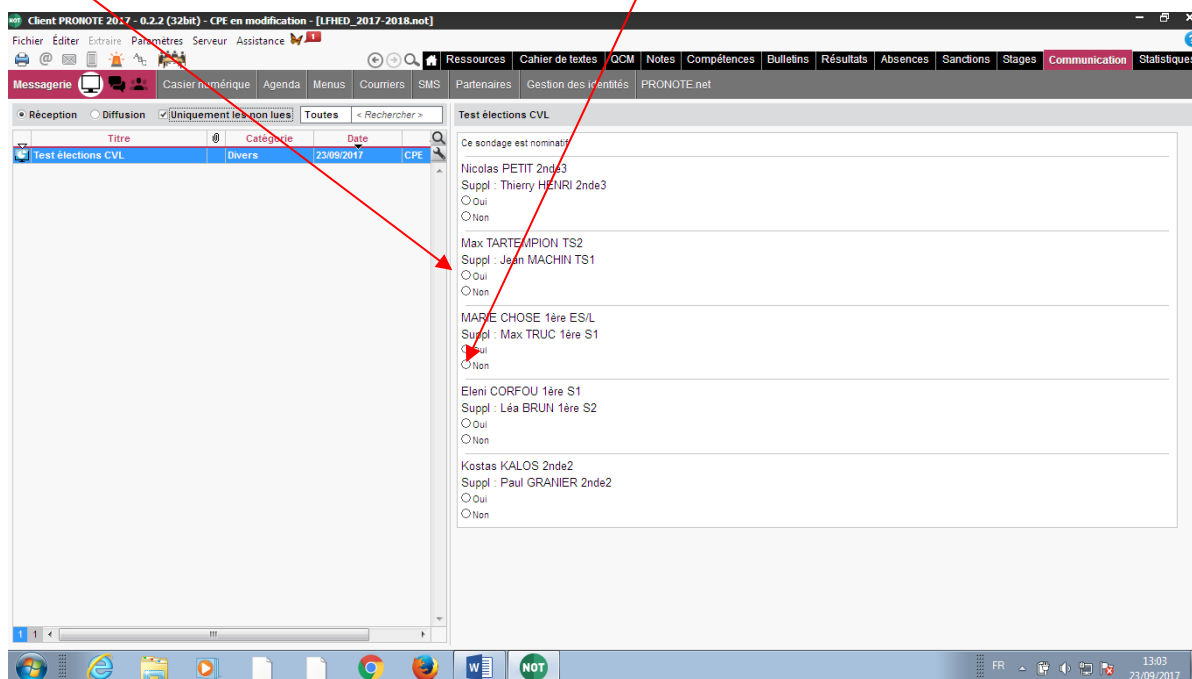 Client PRONOTE 2017 - 0.2.2 (32bit) - CPE en modification - [LFHED_2017-2018.not]
Fichier Éditer Extraire Paramètres Serveur Assistance 1
Ressources Cahier de textes QCM Notes Compétences Bulletins Résultats Absences Sanctions Stages Communication Statistiques
Messagerie Casier numérique Agenda Menus Courriers SMS Partenaires Gestion des identités PRONOTE.net
Réception Diffusion Uniquement les non lues Toutes < Rechercher >
Test élections CVL
Titre Catégorie Date
Test élections CVL Divers 23/09/2017 CPE
Ce sondage est nominatif
Nicolas PETIT 2nde3
Suppl : Thierry HENRI 2nde3
Oui
Non
Max TARTEMPION TS2
Suppl : Jean MACHIN TS1
Oui
Non
MARIE CHOSE 1ère ES/L
Suppl : Max TRUC 1ère S1
Oui
Non
Eleni CORFOU 1ère S1
Suppl : Léa BRUN 1ère S2
Oui
Non
Kostas KALOS 2nde2
Suppl : Paul GRANIER 2nde2
Oui
Non
1 1
NOT
FR
13:03
23/09/2017